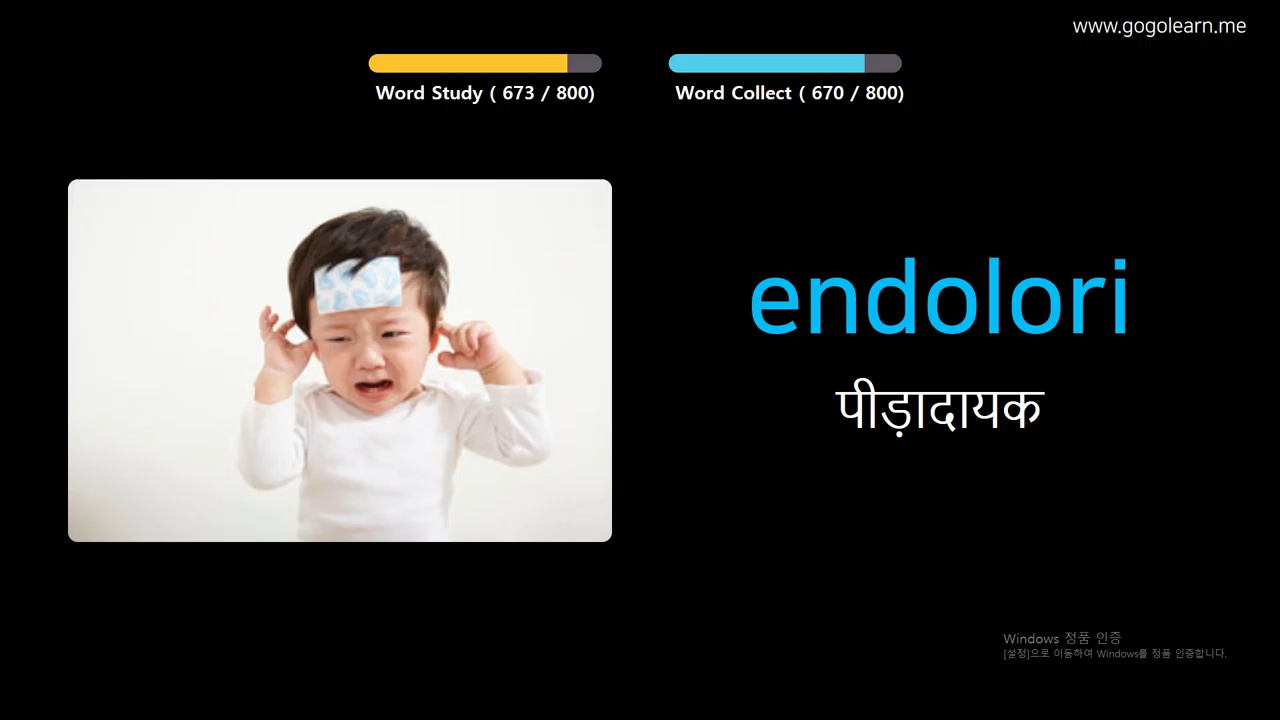 www.gogolearn.me
Word Study ( 673 / 800)
Word Collect ( 670 / 800)
endolori
पीड़ादायक
Windows 정품 인증
[설정]으로 이동하여 Windows를 정품 인증합니다.